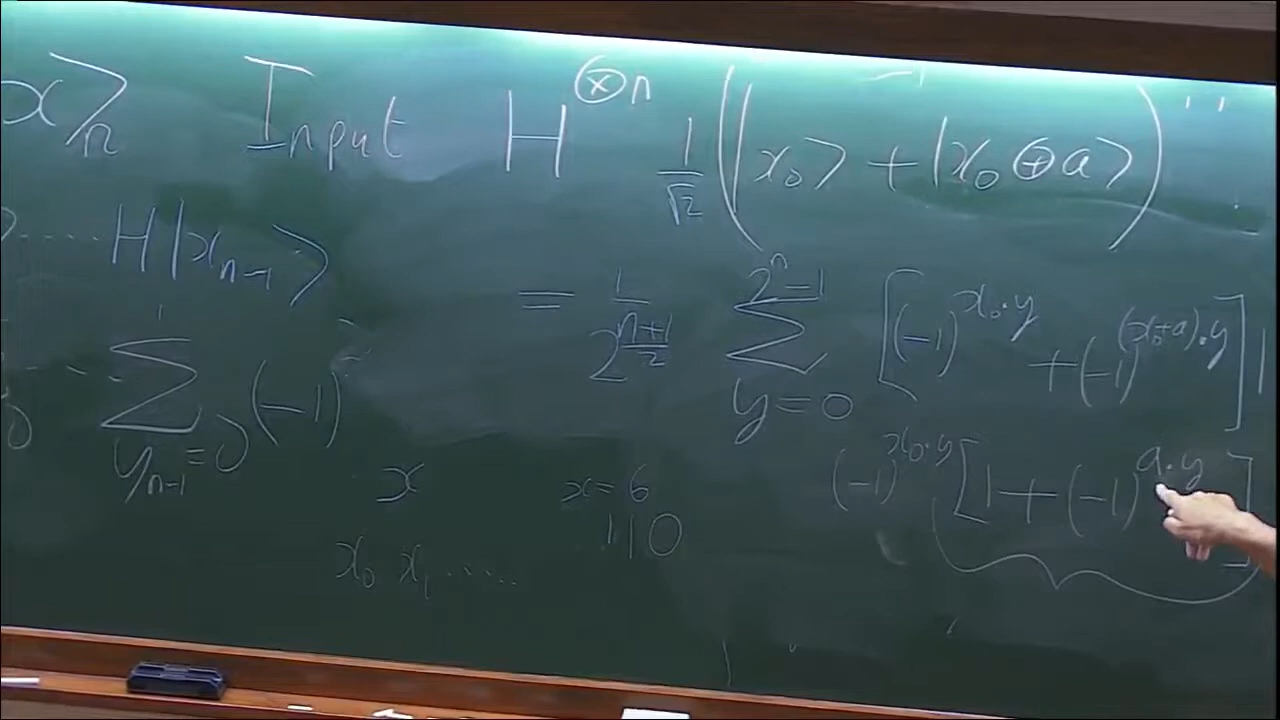 x⟩ₙ Input H^{⊗n} 1/√2 (|x₀⟩ + |x₀ ⊕ a⟩)
⟩ ..... H|x_{n-1}⟩
= 1/2^{(n+1)/2} Σ_{y=0}^{2^n-1} [(-1)^{x₀·y} + (-1)^{(x₀+a)·y}] |
Σ_{y_{n-1}=0}^{1} (-1)
(-1)^{x₀·y} [1 + (-1)^{a·y}]
x x=6
110
x₀ x₁ .....